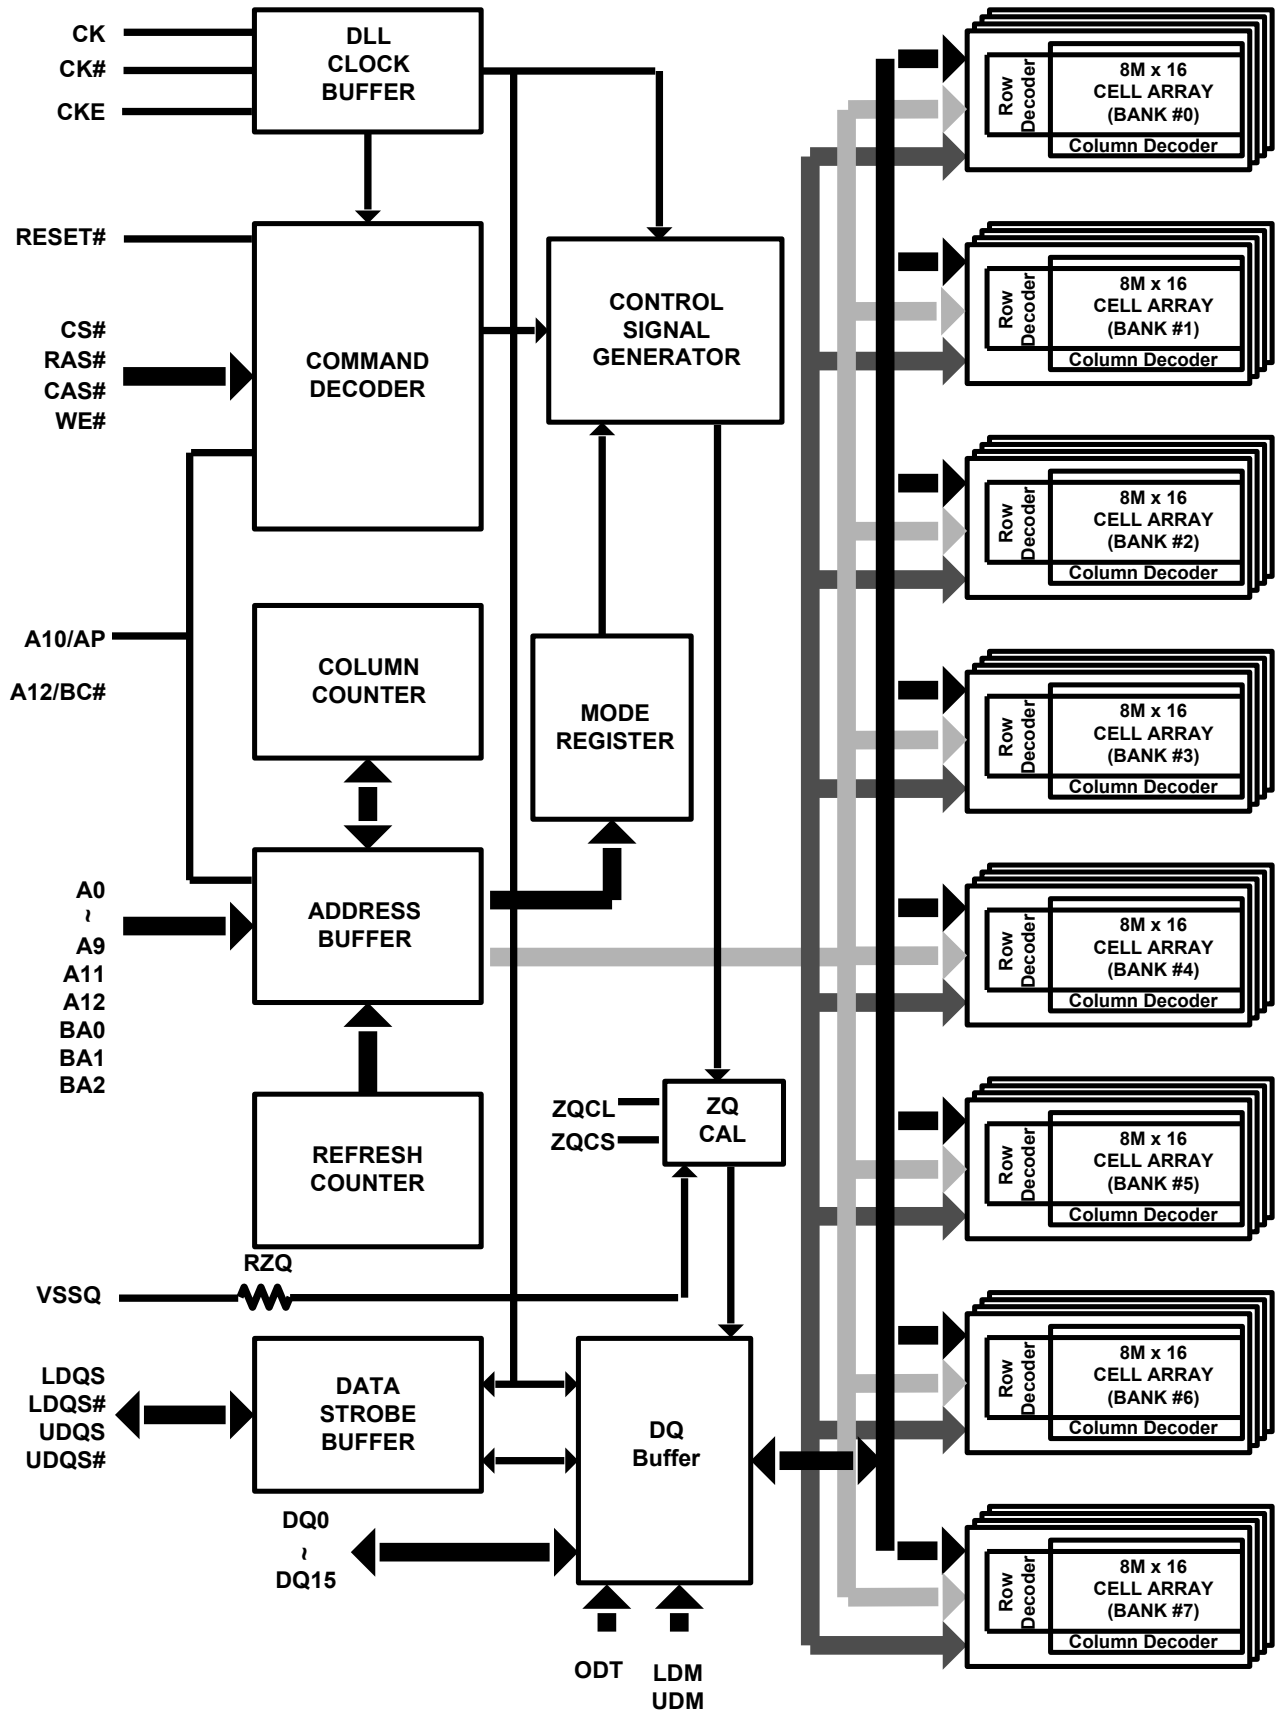 CK
CK#
CKE
DLL
CLOCK
BUFFER
RESET#
CS#
RAS#
CAS#
WE#
COMMAND
DECODER
CONTROL
SIGNAL
GENERATOR
A10/AP
A12/BC#
COLUMN
COUNTER
MODE
REGISTER
A0
~
A9
A11
A12
BA0
BA1
BA2
ADDRESS
BUFFER
REFRESH
COUNTER
ZQCL
ZQCS
ZQ
CAL
RZQ
VSSQ
LDQS
LDQS#
UDQS
UDQS#
DATA
STROBE
BUFFER
DQ
Buffer
DQ0
~
DQ15
ODT
LDM
UDM
Row
Decoder
8M x 16
CELL ARRAY
(BANK #0)
Column Decoder
Row
Decoder
8M x 16
CELL ARRAY
(BANK #1)
Column Decoder
Row
Decoder
8M x 16
CELL ARRAY
(BANK #2)
Column Decoder
Row
Decoder
8M x 16
CELL ARRAY
(BANK #3)
Column Decoder
Row
Decoder
8M x 16
CELL ARRAY
(BANK #4)
Column Decoder
Row
Decoder
8M x 16
CELL ARRAY
(BANK #5)
Column Decoder
Row
Decoder
8M x 16
CELL ARRAY
(BANK #6)
Column Decoder
Row
Decoder
8M x 16
CELL ARRAY
(BANK #7)
Column Decoder